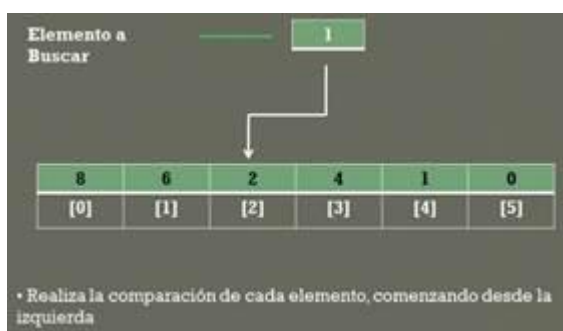 Elemento a
Buscar
1
8 6 2 4 1 0
[0] [1] [2] [3] [4] [5]
• Realiza la comparación de cada elemento, comenzando desde la
izquierda